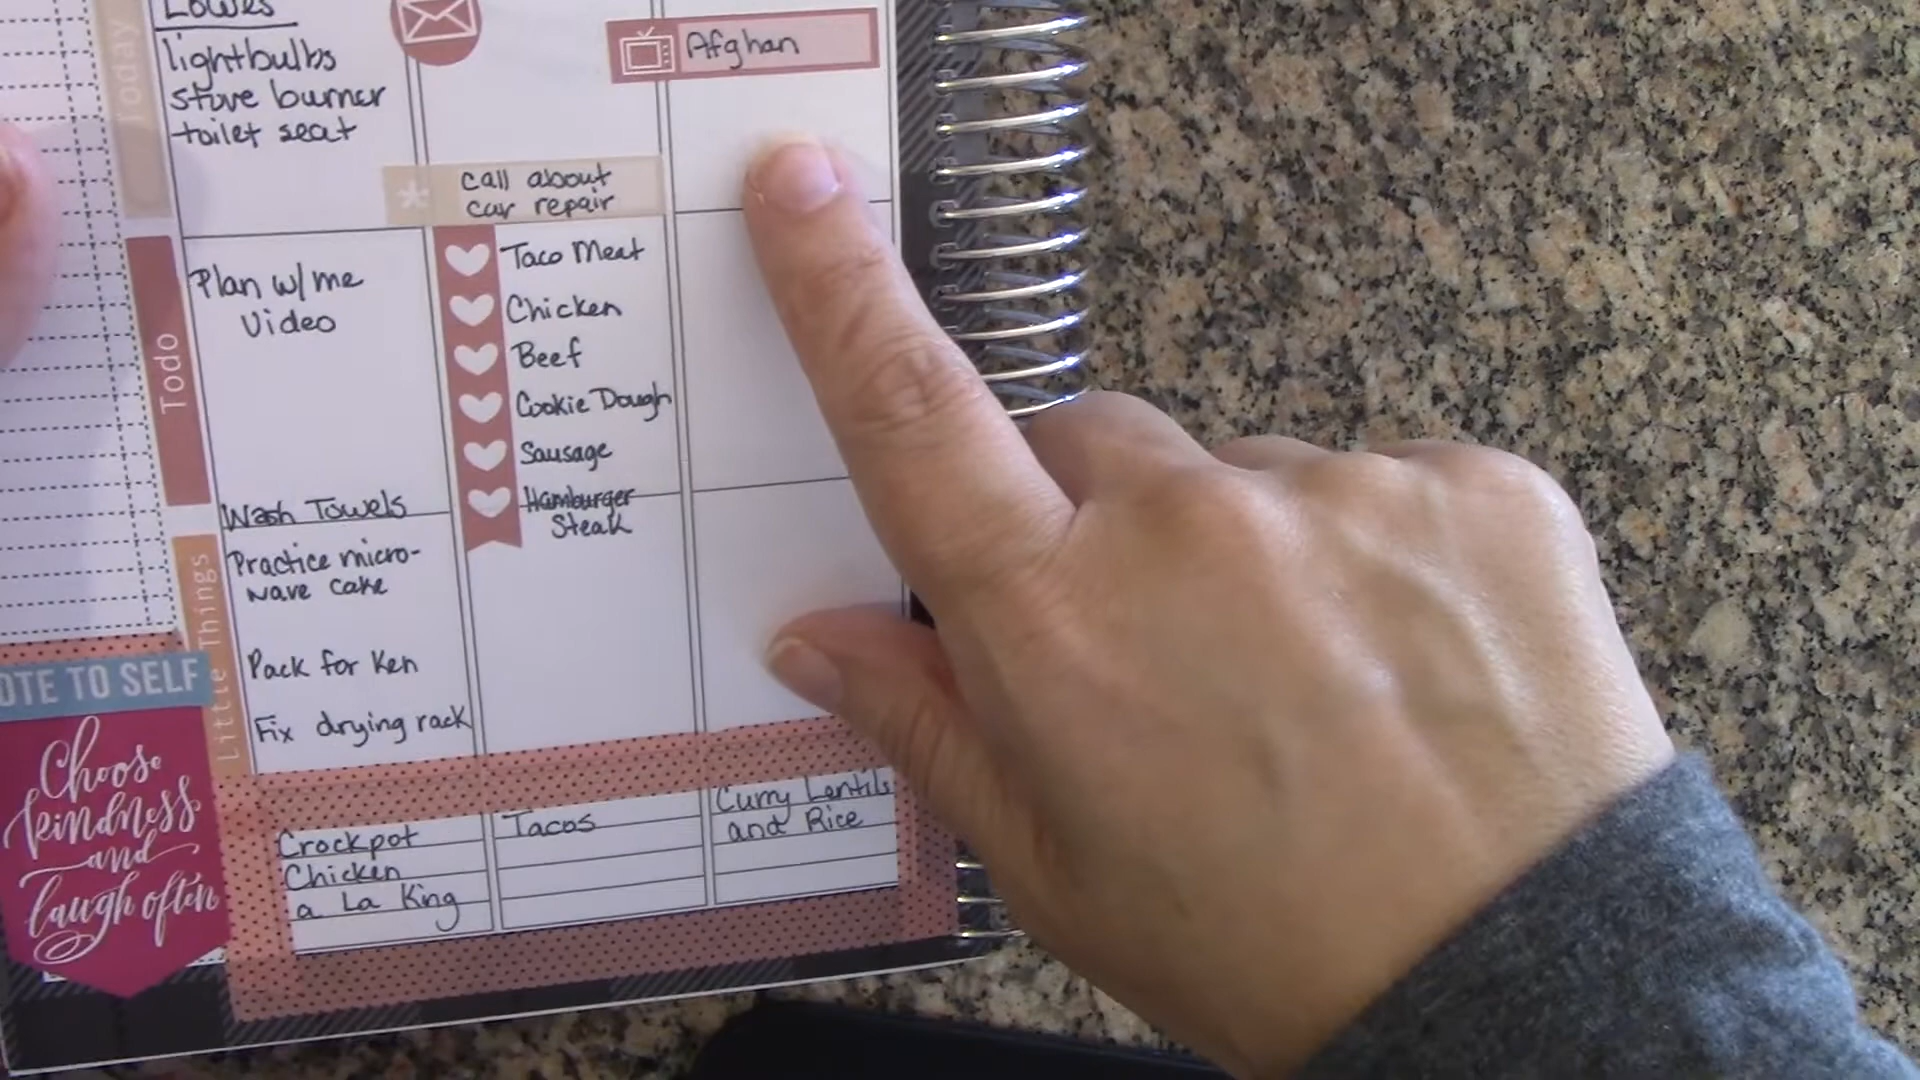 Today
Lowes
lightbulbs
stove burner
toilet seat
Afghan
*
call about
car repair
Todo
Plan w/me
Video
Wash Towels
Taco Meat
Chicken
Beef
Cookie Dough
Sausage
Hamburger
Steak
Little Things
Practice micro-
wave cake
Pack for Ken
Fix drying rack
OTE TO SELF
Choose
kindness
and
laugh often
Crockpot
Chicken
a La King
Tacos
Curry Lentils
and Rice